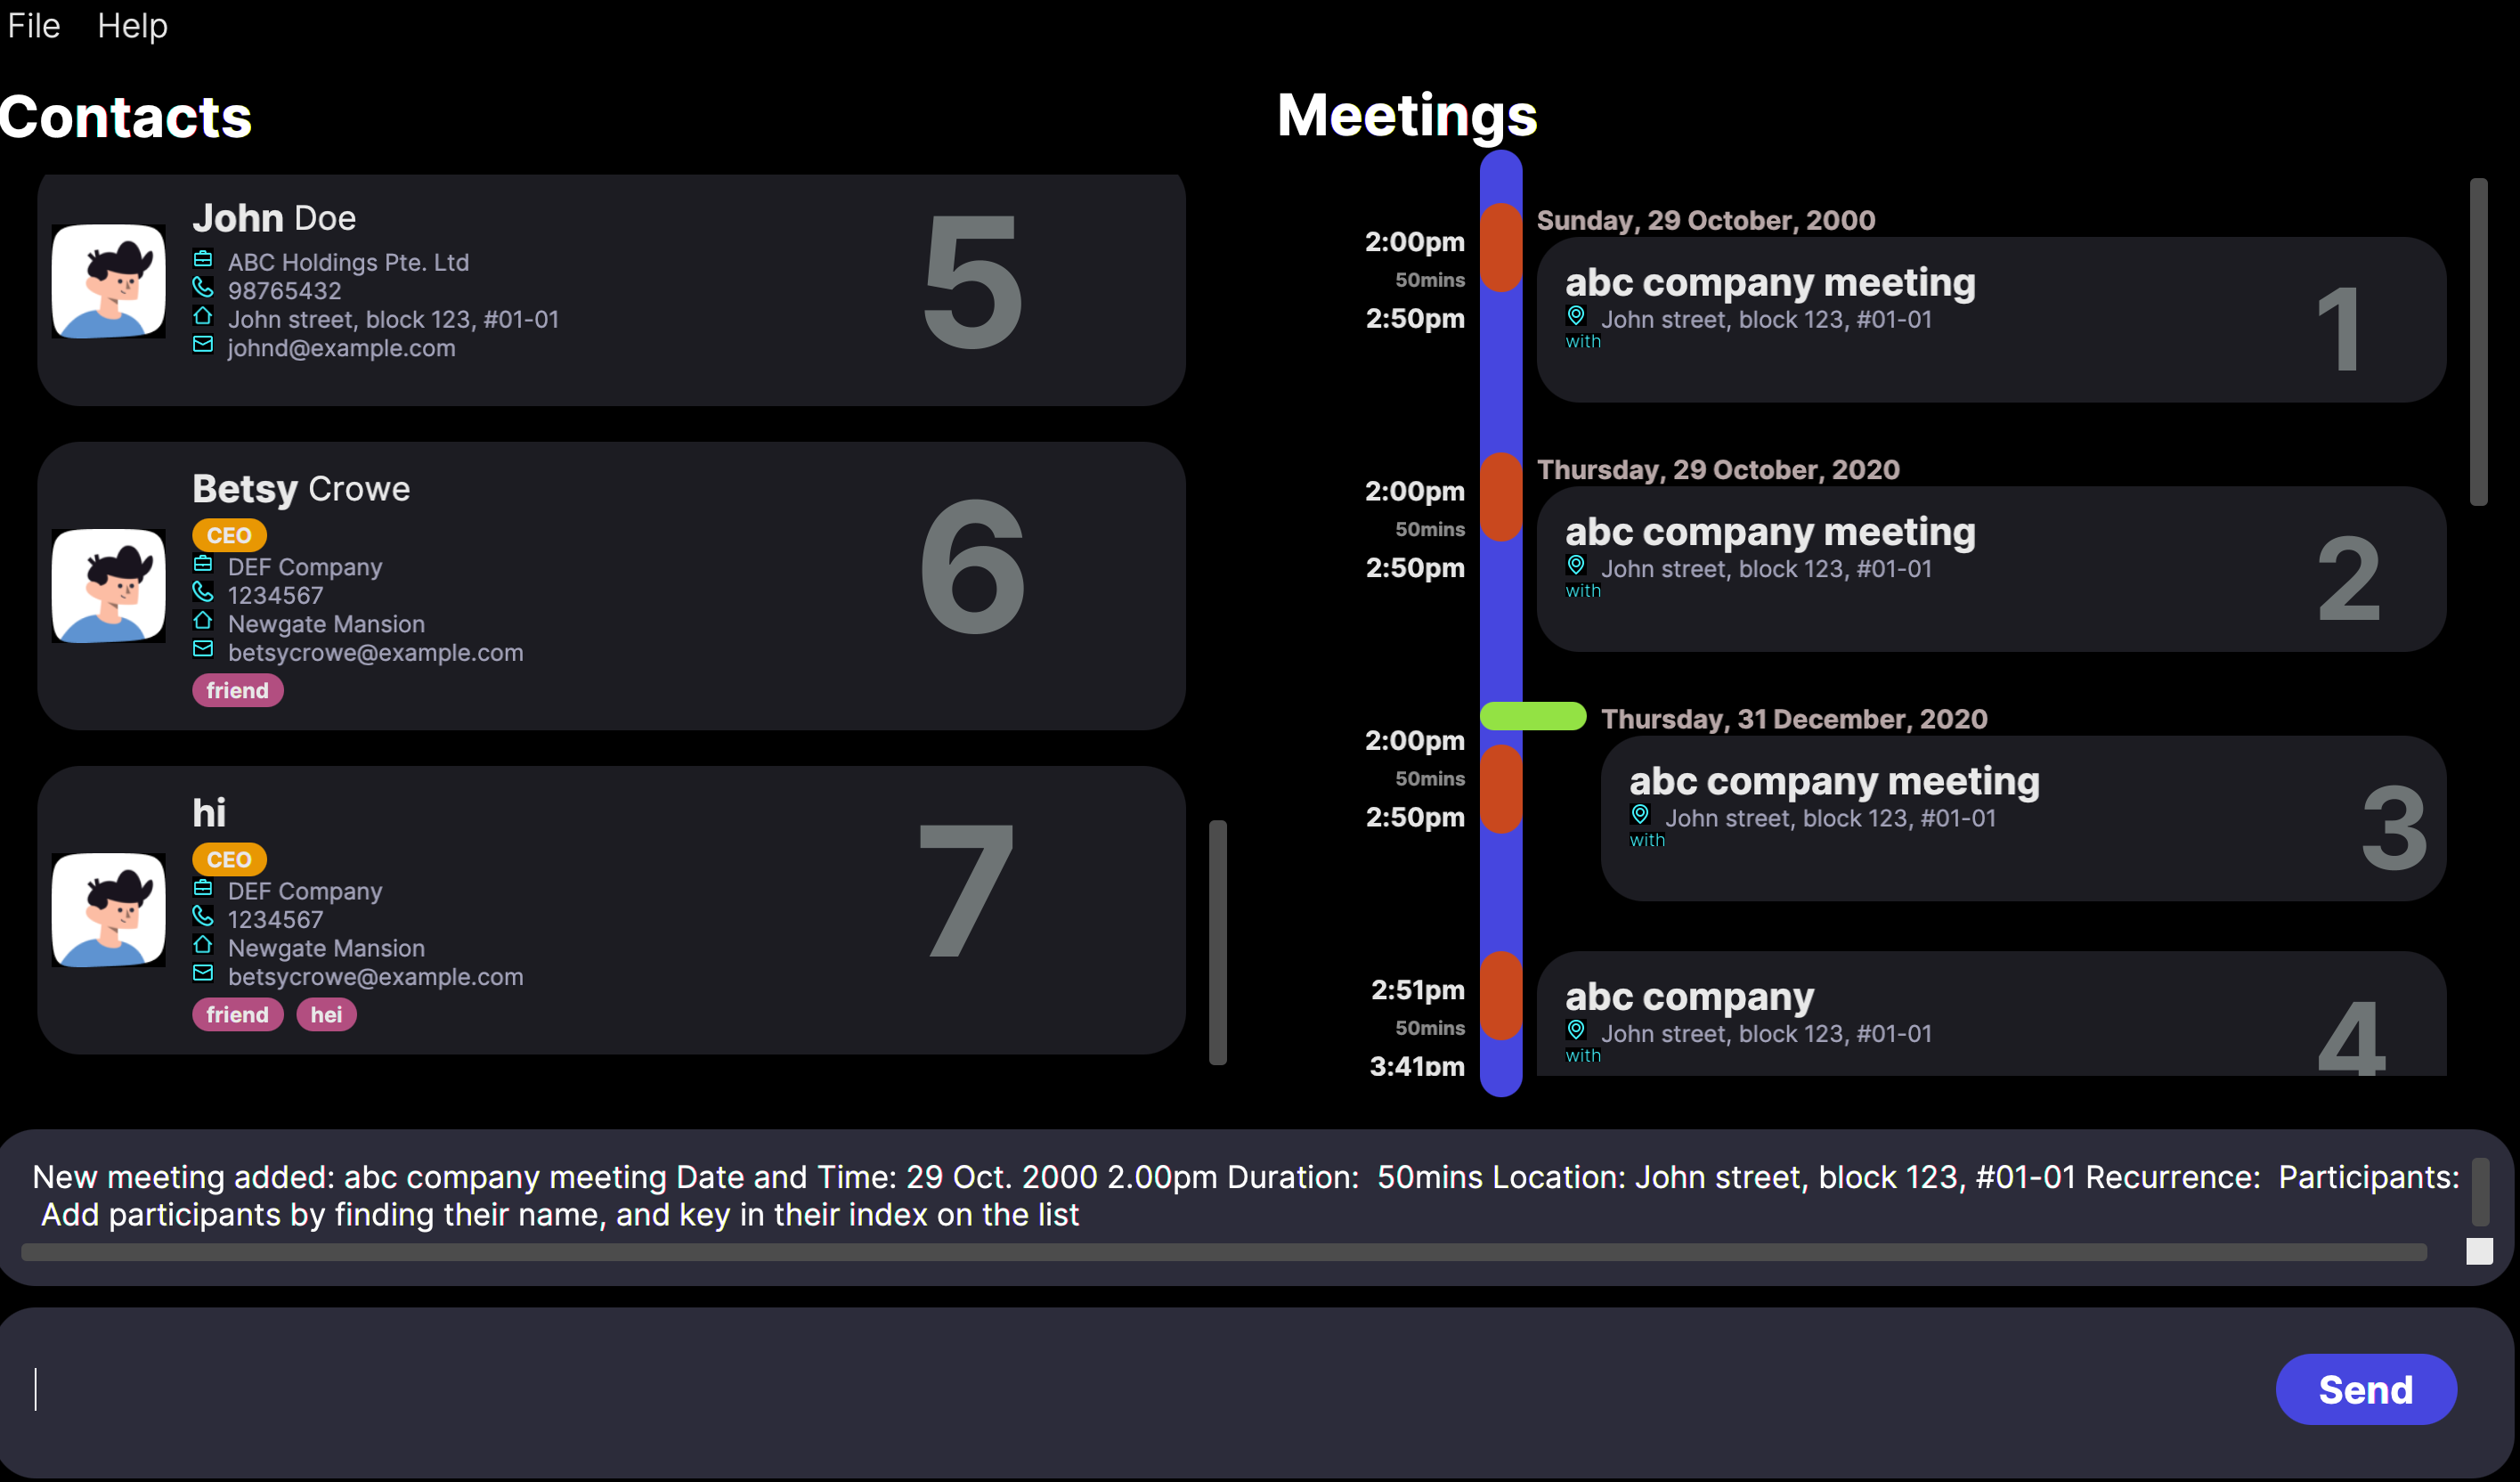 File Help
Contacts
John Doe
ABC Holdings Pte. Ltd
98765432
John street, block 123, #01-01
johnd@example.com
5
Betsy Crowe
CEO
DEF Company
1234567
Newgate Mansion
betsycrowe@example.com
friend
6
hi
CEO
DEF Company
1234567
Newgate Mansion
betsycrowe@example.com
friend hei
7
Meetings
Sunday, 29 October, 2000
2:00pm
50mins
2:50pm
abc company meeting
John street, block 123, #01-01
with
1
Thursday, 29 October, 2020
2:00pm
50mins
2:50pm
abc company meeting
John street, block 123, #01-01
with
2
Thursday, 31 December, 2020
2:00pm
50mins
2:50pm
abc company meeting
John street, block 123, #01-01
with
3
2:51pm
50mins
3:41pm
abc company
John street, block 123, #01-01
with
4
New meeting added: abc company meeting Date and Time: 29 Oct. 2000 2.00pm Duration:  50mins Location: John street, block 123, #01-01 Recurrence:  Participants:
Add participants by finding their name, and key in their index on the list
Send